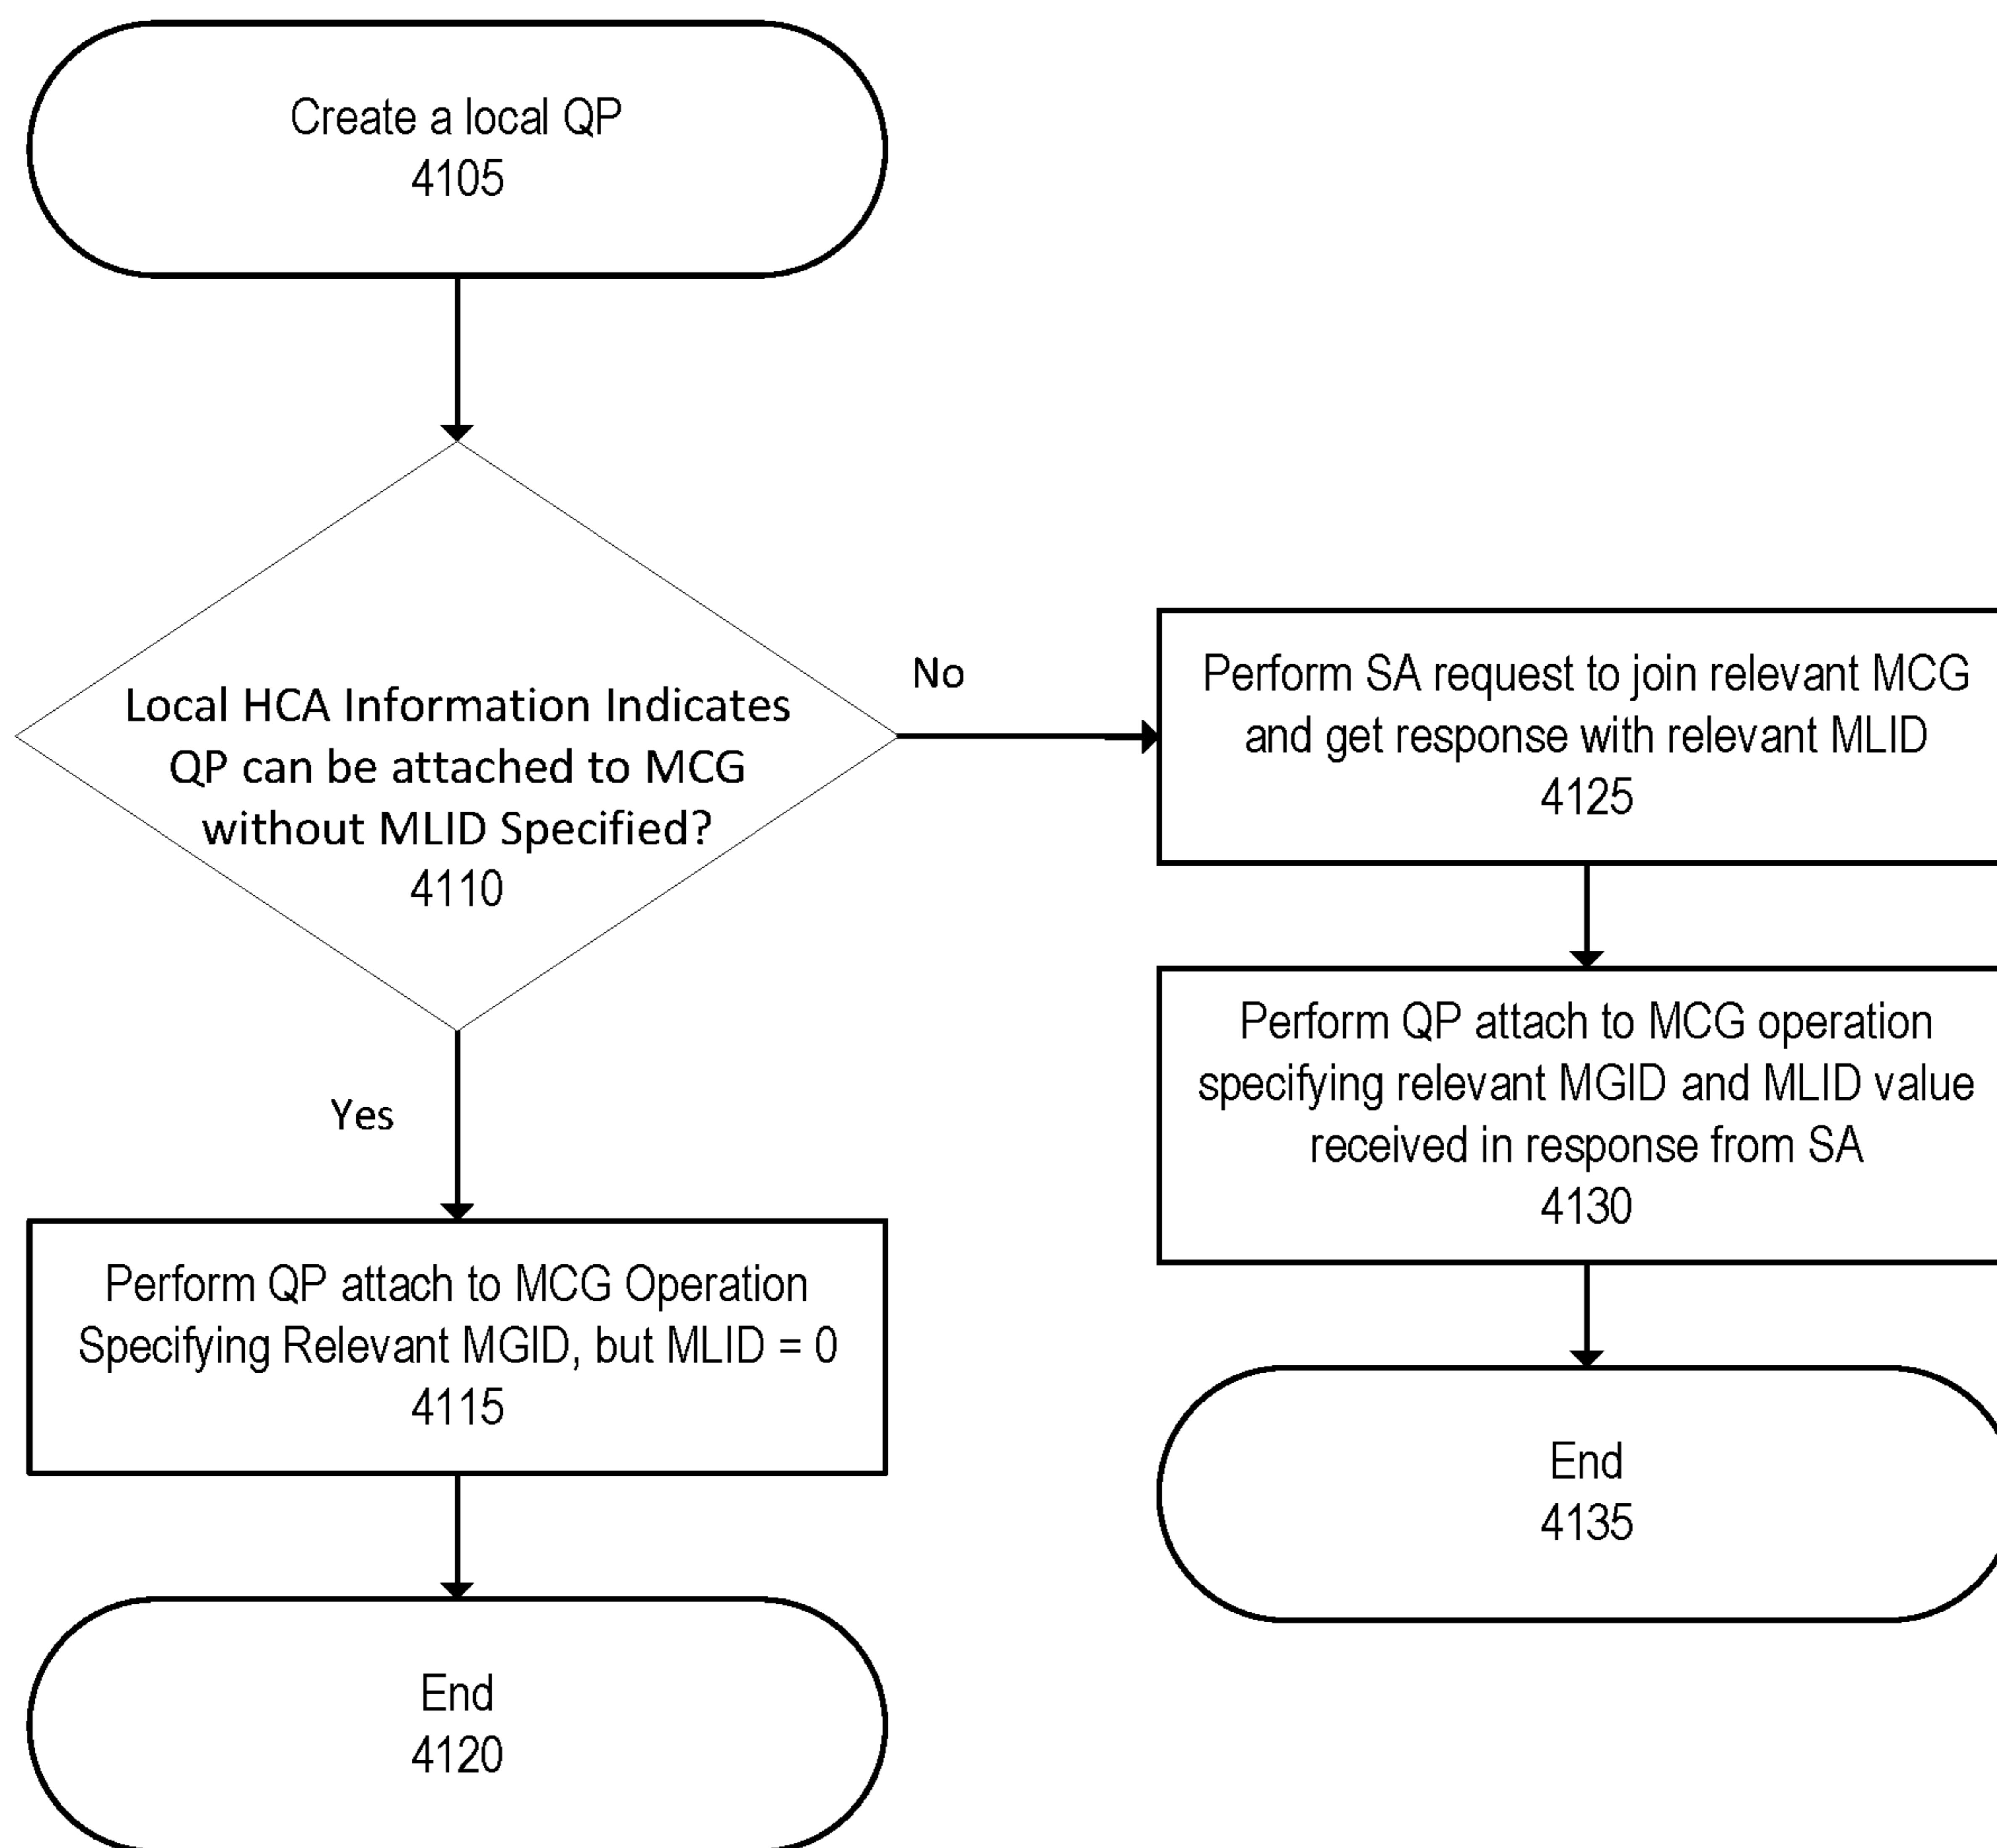 Create a local QP
4105
Local HCA Information Indicates
QP can be attached to MCG
without MLID Specified?
4110
No
Perform SA request to join relevant MCG
and get response with relevant MLID
4125
Perform QP attach to MCG operation
specifying relevant MGID and MLID value
received in response from SA
4130
End
4135
Yes
Perform QP attach to MCG Operation
Specifying Relevant MGID, but MLID = 0
4115
End
4120